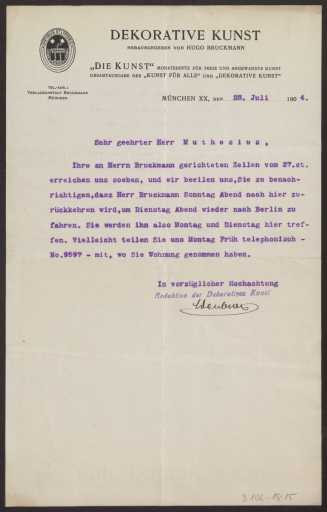 DEKORATIVE KUNST
HERAUSGEGEBEN VON HUGO BRUCKMANN
„DIE KUNST" MONATSHEFTE FÜR FREIE UND ANGEWANDTE KUNST
GESAMTAUSGABE DER „KUNST FÜR ALLE" UND „DEKORATIVE KUNST"
TEL.-ADR.:
VERLAGSANSTALT BRUCKMANN
MÜNCHEN
MÜNCHEN XX, DEN 28. Juli 1904.
Sehr geehrter Herr Muthesius,
Ihre an Herrn Bruckmann gerichteten Zeilen vom 27.ct.
erreichen uns soeben, und wir beeilen uns, Sie zu benach-
richtigen, dass Herr Bruckmann Sonntag Abend nach hier zu-
rückkehren wird, um Dienstag Abend wieder nach Berlin zu
fahren. Sie werden ihn also Montag und Dienstag hier tref-
fen. Vielleicht teilen Sie uns Montag Früh telephonisch -
No.9597 - mit, wo Sie Wohnung genommen haben.
In vorzüglicher Hochachtung
Redaktion der Dekorativen Kunst